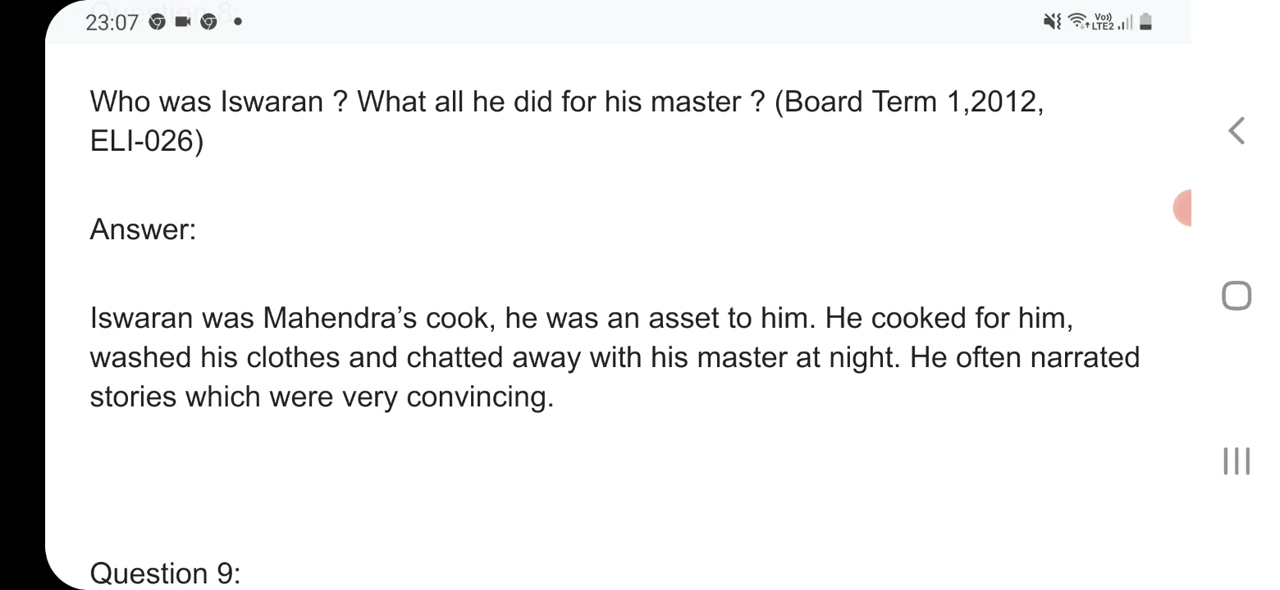 23:07
Vo))
LTE2
Who was Iswaran ? What all he did for his master ? (Board Term 1,2012,
ELI-026)
Answer:
Iswaran was Mahendra’s cook, he was an asset to him. He cooked for him,
washed his clothes and chatted away with his master at night. He often narrated
stories which were very convincing.
Question 9: